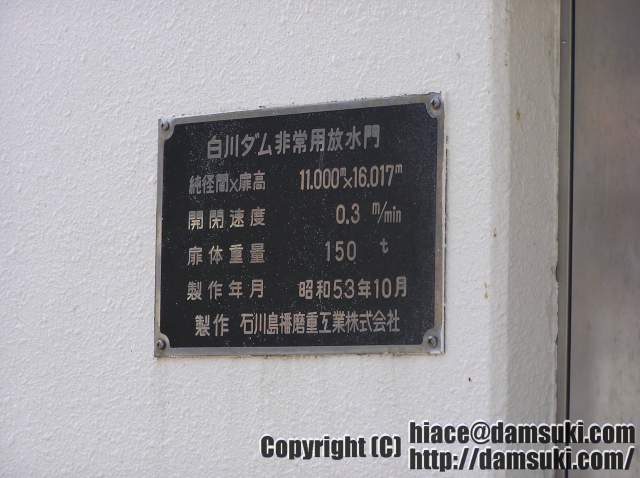 白川ダム非常用放水門
純径間×扉高 11.000m×16.017m
開閉速度 0.3 m/min
扉体重量 150 t
製作年月 昭和53年10月
製作 石川島播磨重工業株式会社
Copyright (C) hiace@damsuki.com
http://damsuki.com/